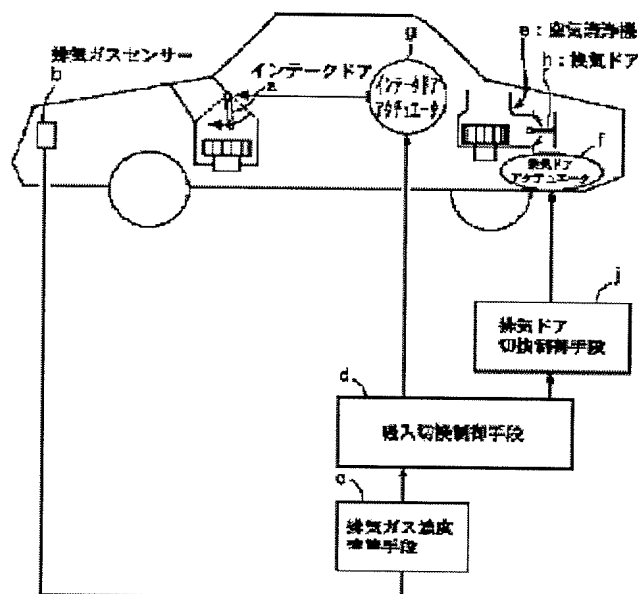 排気ガスセンサー
b
インテークドア
a
g
インテークドア
アクチュエータ
e：空気清浄機
h：換気ドア
f
換気ドア
アクチュエータ
j
排気ドア
切換制御手段
d
吸入切換制御手段
c
排気ガス濃度
演算手段